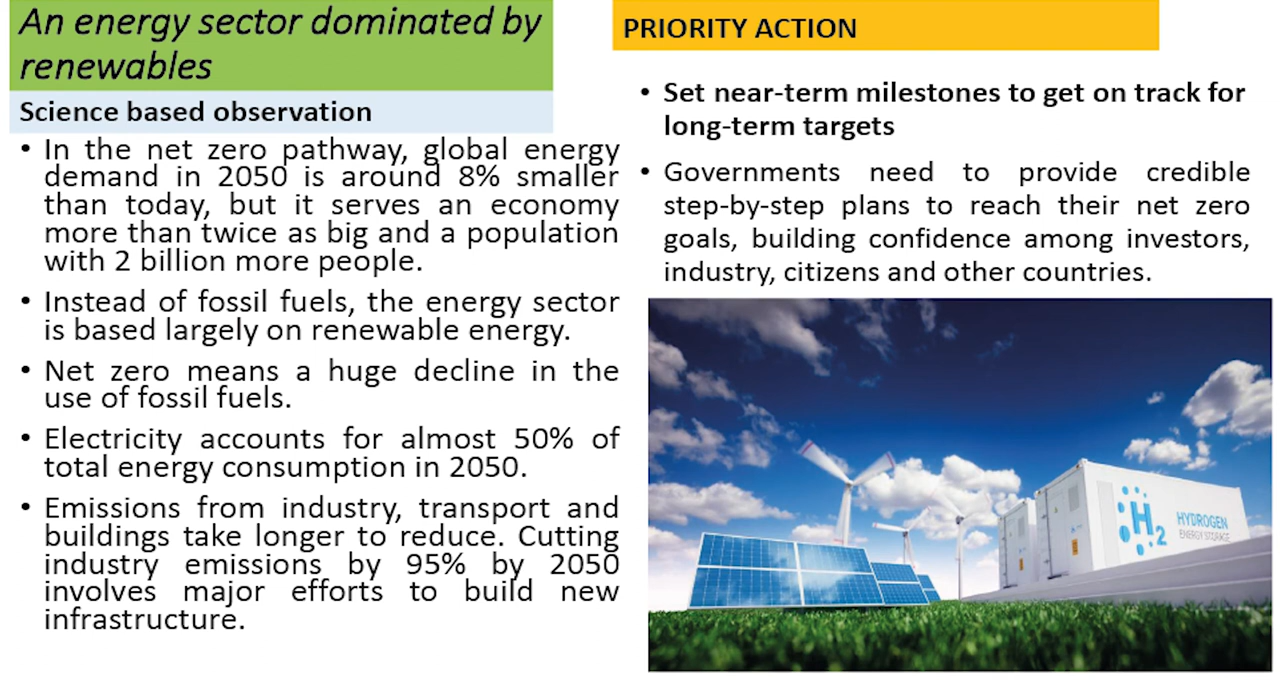 An energy sector dominated by
renewables
Science based observation
• In the net zero pathway, global energy
demand in 2050 is around 8% smaller
than today, but it serves an economy
more than twice as big and a population
with 2 billion more people.
• Instead of fossil fuels, the energy sector
is based largely on renewable energy.
• Net zero means a huge decline in the
use of fossil fuels.
• Electricity accounts for almost 50% of
total energy consumption in 2050.
• Emissions from industry, transport and
buildings take longer to reduce. Cutting
industry emissions by 95% by 2050
involves major efforts to build new
infrastructure.
PRIORITY ACTION
• Set near-term milestones to get on track for
long-term targets
• Governments need to provide credible
step-by-step plans to reach their net zero
goals, building confidence among investors,
industry, citizens and other countries.
H2
HYDROGEN
ENERGY STORAGE